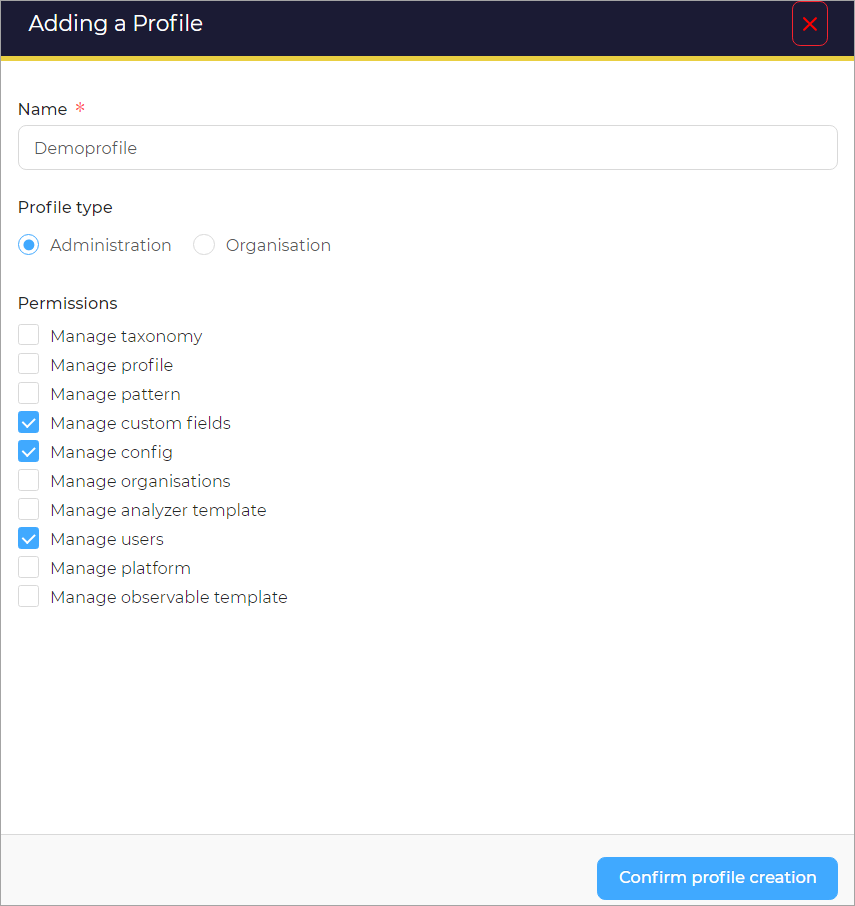 Adding a Profile
Name *
Demoprofile
Profile type
Administration Organisation
Permissions
Manage taxonomy
Manage profile
Manage pattern
Manage custom fields
Manage config
Manage organisations
Manage analyzer template
Manage users
Manage platform
Manage observable template
Confirm profile creation